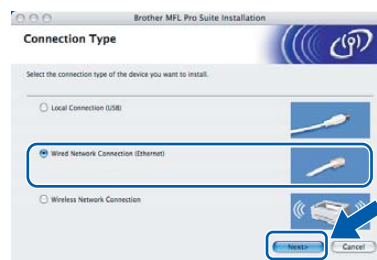 Brother MFL Pro Suite Installation
Connection Type
Select the connection type of the device you want to install.
Local Connection (USB)
Wired Network Connection (Ethernet)
Wireless Network Connection
Next> Cancel